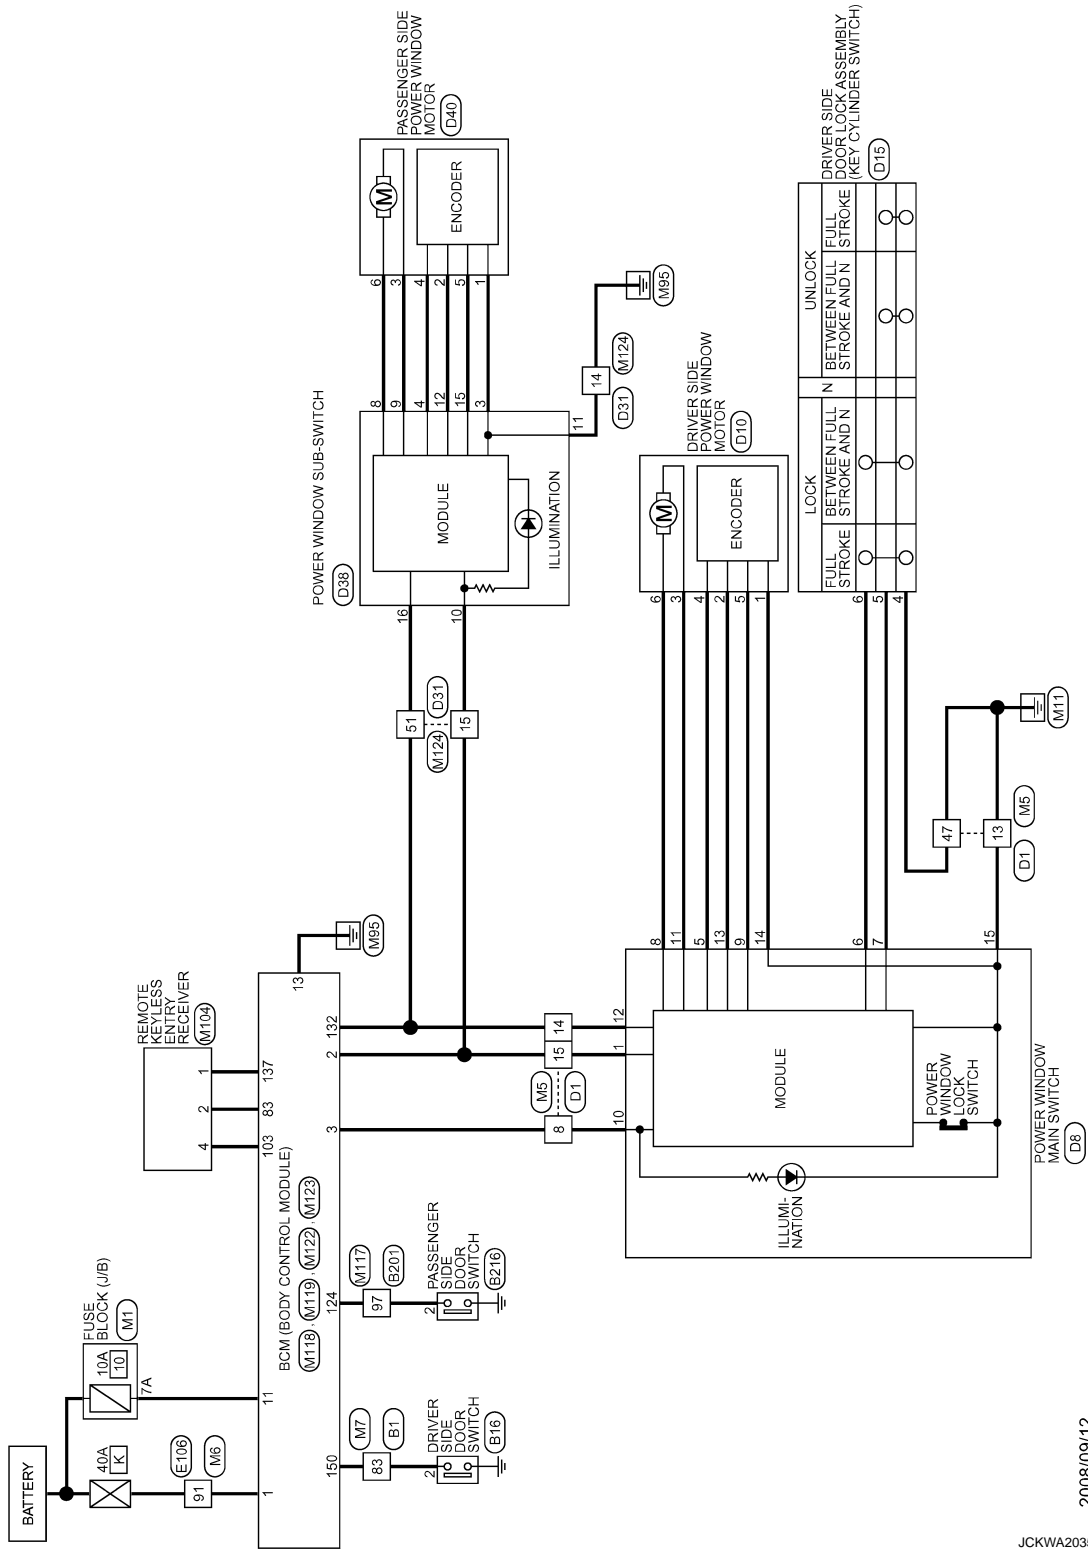 BATTERY
40A
K
E106
91
M6
1
FUSE
BLOCK (J/B)
M1
10A
10
7A
11
REMOTE
KEYLESS
ENTRY
RECEIVER
M104
4
2
1
103
83
137
13
M95
BCM (BODY CONTROL MODULE)
M118 , M119 , M122 , M123
150
124
3
2
132
M7
83
B1
2
DRIVER
SIDE
DOOR
SWITCH
B16
M117
97
B201
2
PASSENGER
SIDE
DOOR
SWITCH
B216
M5
D1
8
15
14
10
1
12
MODULE
ILLUMI-
NATION
POWER
WINDOW
LOCK
SWITCH
POWER WINDOW
MAIN SWITCH
D8
8
11
5
13
9
14
6
7
15
D1
47
13
M5
M11
M124
51
15
D31
POWER WINDOW SUB-SWITCH
D38
16
10
MODULE
ILLUMINATION
8
9
4
12
15
3
11
D31
14
M124
M95
6
3
4
2
5
1
M
ENCODER
PASSENGER SIDE
POWER WINDOW
MOTOR
D40
6
3
4
2
5
1
M
ENCODER
DRIVER SIDE
POWER WINDOW
MOTOR
D10
6
5
4
LOCK
N
UNLOCK
FULL
STROKE
BETWEEN FULL
STROKE AND N
BETWEEN FULL
STROKE AND N
FULL
STROKE
DRIVER SIDE
DOOR LOCK ASSEMBLY
(KEY CYLINDER SWITCH)
D15
2008/09/12